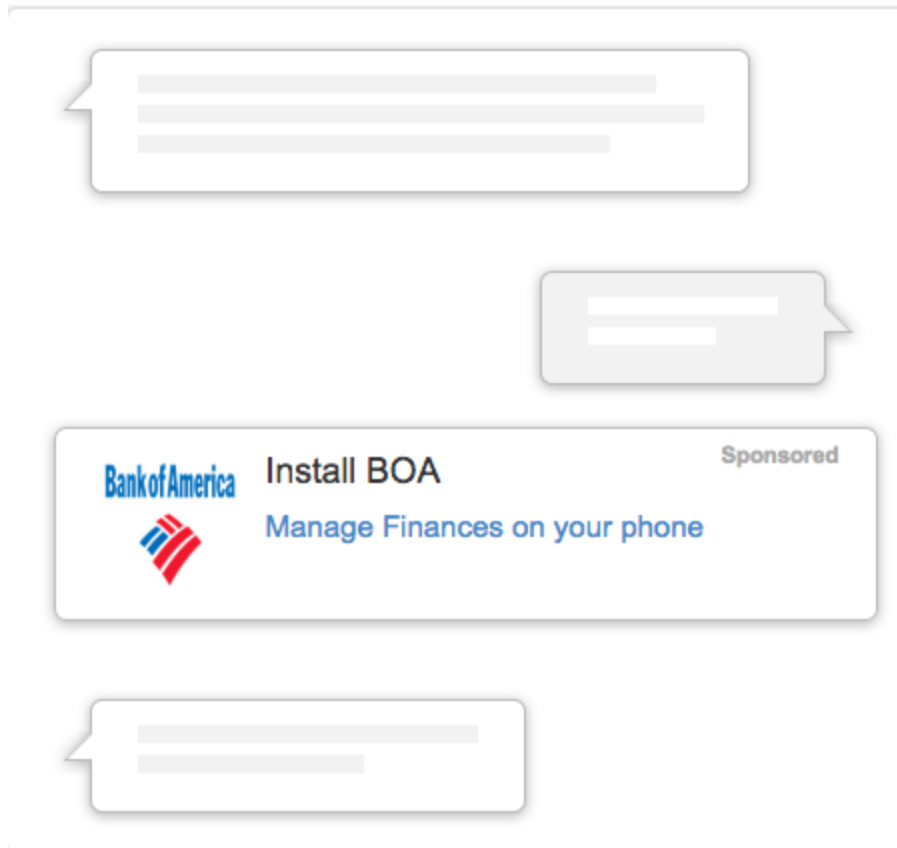 Sponsored
Bank of America
Install BOA
Manage Finances on your phone